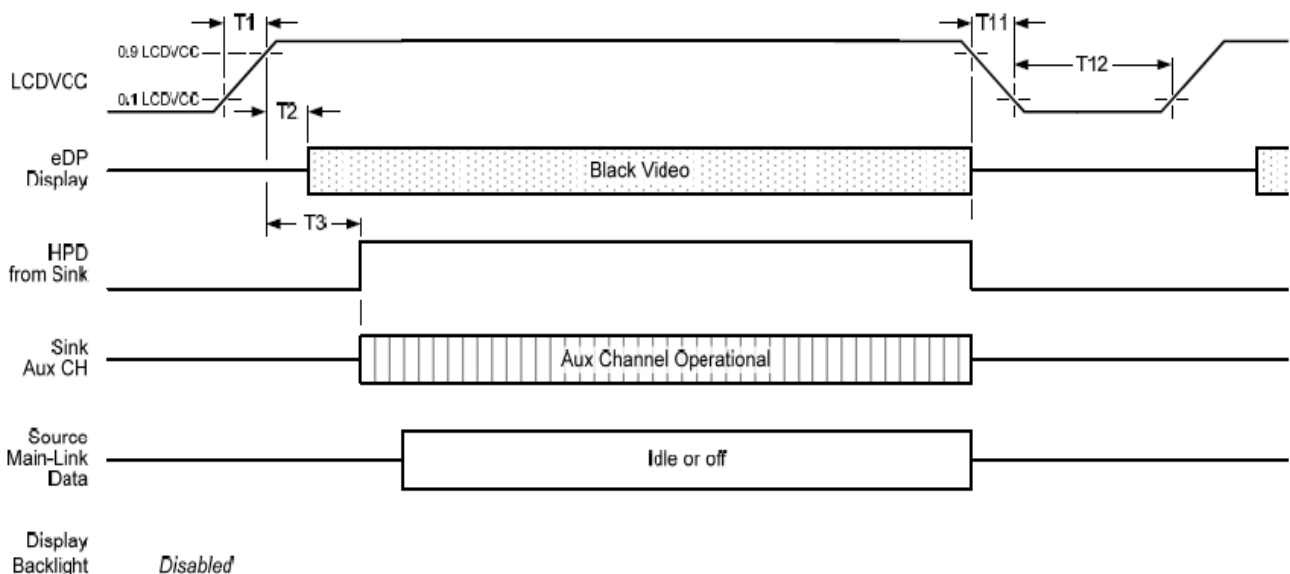 T1
T11
0.9 LCDVCC
LCDVCC
T12
0.1 LCDVCC
T2
eDP
Display
Black Video
T3
HPD
from Sink
Sink
Aux CH
Aux Channel Operational
Source
Main-Link
Data
Idle or off
Display
Backlight
Disabled